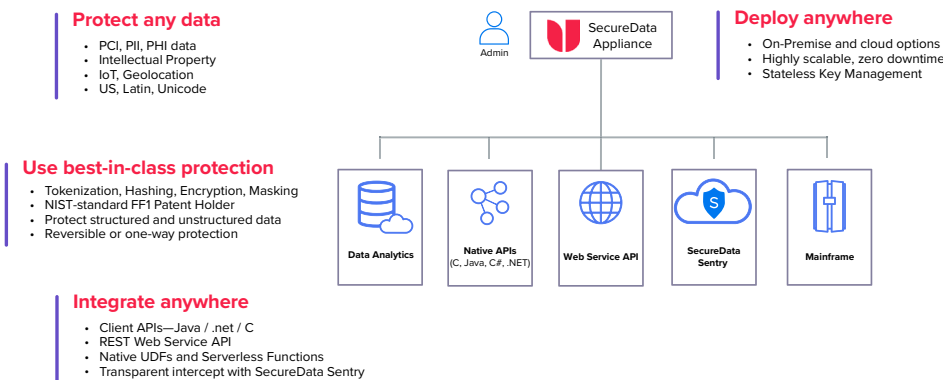 Protect any data
• PCI, PII, PHI data
• Intellectual Property
• IoT, Geolocation
• US, Latin, Unicode
Admin
SecureData
Appliance
Deploy anywhere
• On-Premise and cloud options
• Highly scalable, zero downtime
• Stateless Key Management
Use best-in-class protection
• Tokenization, Hashing, Encryption, Masking
• NIST-standard FF1 Patent Holder
• Protect structured and unstructured data
• Reversible or one-way protection
Data Analytics
Native APIs
(C, Java, C#, .NET)
Web Service API
S
SecureData
Sentry
Mainframe
Integrate anywhere
• Client APIs—Java / .net / C
• REST Web Service API
• Native UDFs and Serverless Functions
• Transparent intercept with SecureData Sentry